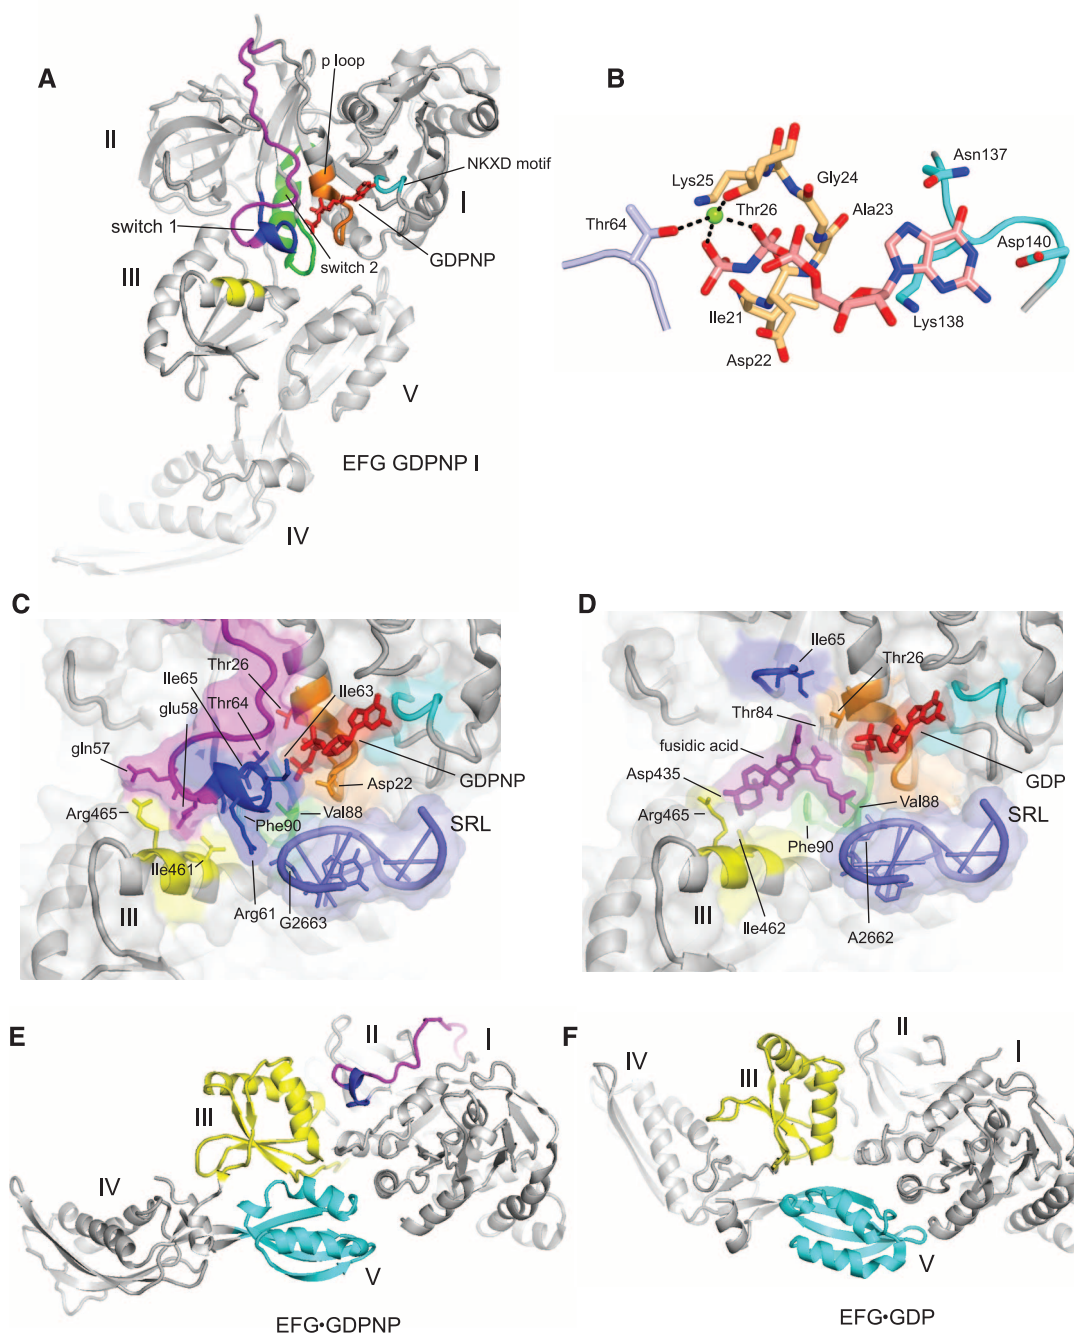 A
p loop
II
NKXD motif
I
switch 1
GDPNP
switch 2
III
V
EFG GDPNP I
IV
B
Asn137
Lys25
Gly24
Thr26
Ala23
Thr64
Asp140
Ile21
Lys138
Asp22
C
Thr26
Ile65
Ile63
Thr64
glu58
gln57
GDPNP
Asp22
Arg465
Val88
Phe90
SRL
Ile461
III
Arg61
G2663
D
Ile65
Thr26
Thr84
fusidic acid
GDP
Asp435
Val88
Arg465
SRL
Phe90
III
Ile462
A2662
E
II
I
III
IV
V
EFG•GDPNP
F
II
IV
III
I
V
EFG•GDP